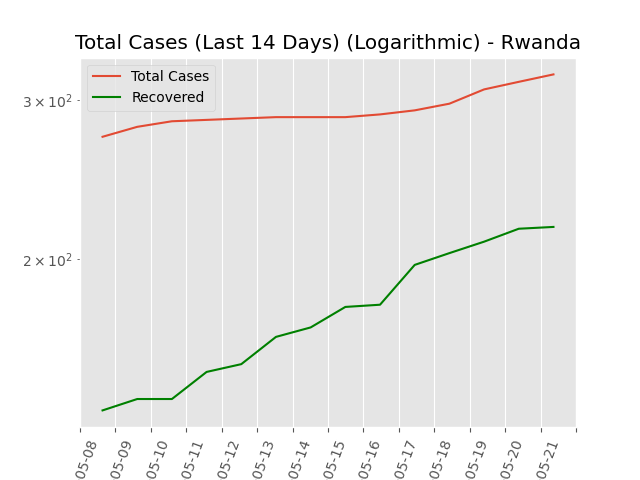 Total Cases (Last 14 Days) (Logarithmic) - Rwanda
Total Cases
Recovered
3 × 10²
2 × 10²
05-08
05-09
05-10
05-11
05-12
05-13
05-14
05-15
05-16
05-17
05-18
05-19
05-20
05-21